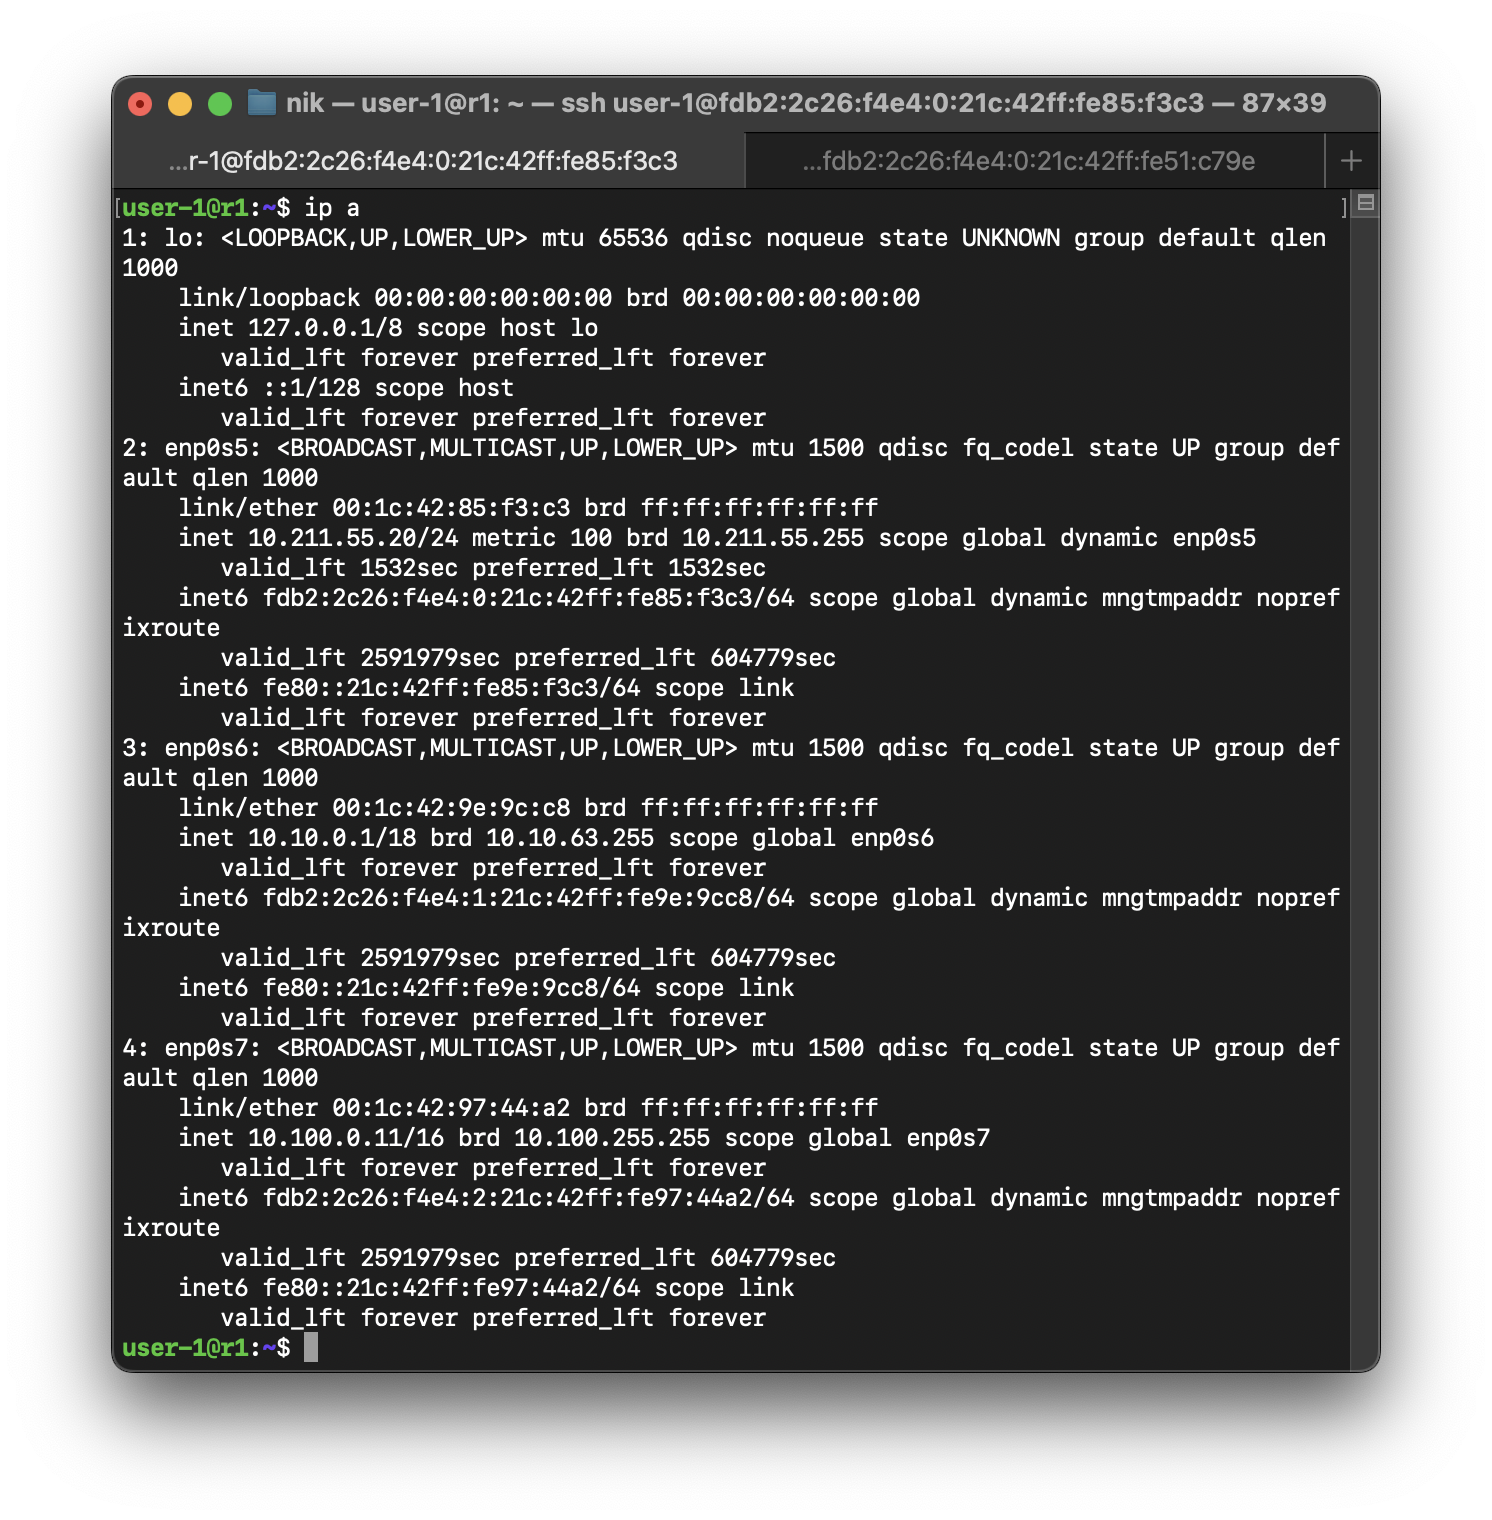 nik — user-1@r1: ~ — ssh user-1@fdb2:2c26:f4e4:0:21c:42ff:fe85:f3c3 — 87×39
...r-1@fdb2:2c26:f4e4:0:21c:42ff:fe85:f3c3
...fdb2:2c26:f4e4:0:21c:42ff:fe51:c79e
+
[user-1@r1:~$ ip a ]
1: lo: <LOOPBACK,UP,LOWER_UP> mtu 65536 qdisc noqueue state UNKNOWN group default qlen
1000
    link/loopback 00:00:00:00:00:00 brd 00:00:00:00:00:00
    inet 127.0.0.1/8 scope host lo
       valid_lft forever preferred_lft forever
    inet6 ::1/128 scope host
       valid_lft forever preferred_lft forever
2: enp0s5: <BROADCAST,MULTICAST,UP,LOWER_UP> mtu 1500 qdisc fq_codel state UP group def
ault qlen 1000
    link/ether 00:1c:42:85:f3:c3 brd ff:ff:ff:ff:ff:ff
    inet 10.211.55.20/24 metric 100 brd 10.211.55.255 scope global dynamic enp0s5
       valid_lft 1532sec preferred_lft 1532sec
    inet6 fdb2:2c26:f4e4:0:21c:42ff:fe85:f3c3/64 scope global dynamic mngtmpaddr nopref
ixroute
       valid_lft 2591979sec preferred_lft 604779sec
    inet6 fe80::21c:42ff:fe85:f3c3/64 scope link
       valid_lft forever preferred_lft forever
3: enp0s6: <BROADCAST,MULTICAST,UP,LOWER_UP> mtu 1500 qdisc fq_codel state UP group def
ault qlen 1000
    link/ether 00:1c:42:9e:9c:c8 brd ff:ff:ff:ff:ff:ff
    inet 10.10.0.1/18 brd 10.10.63.255 scope global enp0s6
       valid_lft forever preferred_lft forever
    inet6 fdb2:2c26:f4e4:1:21c:42ff:fe9e:9cc8/64 scope global dynamic mngtmpaddr nopref
ixroute
       valid_lft 2591979sec preferred_lft 604779sec
    inet6 fe80::21c:42ff:fe9e:9cc8/64 scope link
       valid_lft forever preferred_lft forever
4: enp0s7: <BROADCAST,MULTICAST,UP,LOWER_UP> mtu 1500 qdisc fq_codel state UP group def
ault qlen 1000
    link/ether 00:1c:42:97:44:a2 brd ff:ff:ff:ff:ff:ff
    inet 10.100.0.11/16 brd 10.100.255.255 scope global enp0s7
       valid_lft forever preferred_lft forever
    inet6 fdb2:2c26:f4e4:2:21c:42ff:fe97:44a2/64 scope global dynamic mngtmpaddr nopref
ixroute
       valid_lft 2591979sec preferred_lft 604779sec
    inet6 fe80::21c:42ff:fe97:44a2/64 scope link
       valid_lft forever preferred_lft forever
user-1@r1:~$